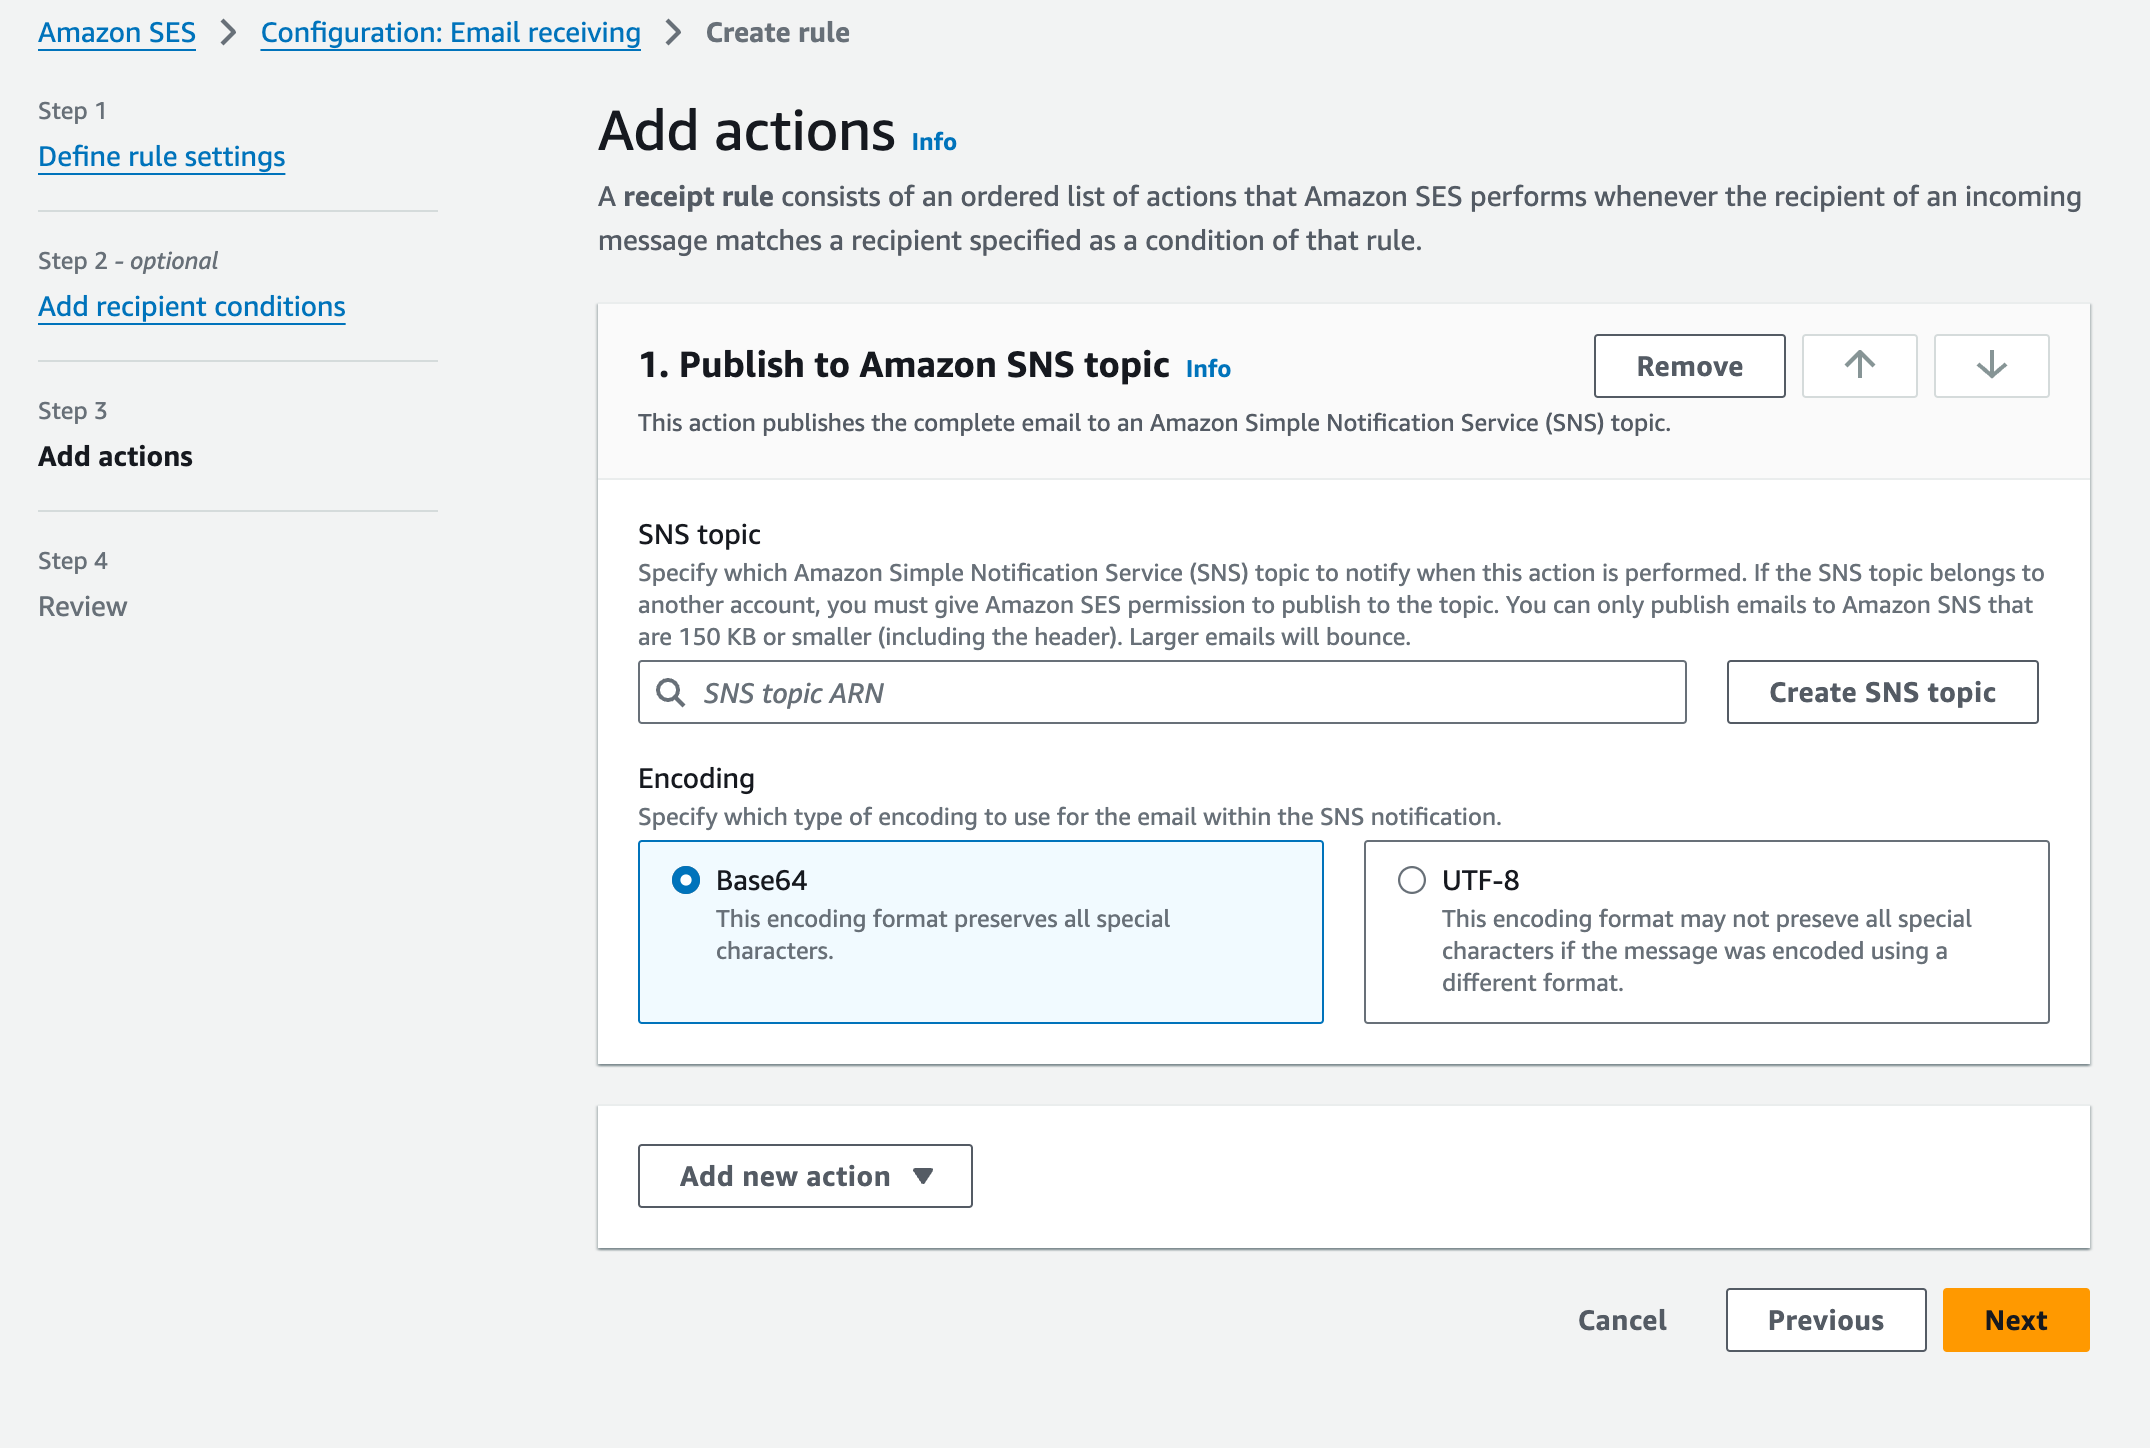 Amazon SES > Configuration: Email receiving > Create rule
Step 1
Define rule settings
Step 2 - optional
Add recipient conditions
Step 3
Add actions
Step 4
Review
Add actions Info
A receipt rule consists of an ordered list of actions that Amazon SES performs whenever the recipient of an incoming
message matches a recipient specified as a condition of that rule.
1. Publish to Amazon SNS topic Info
Remove
This action publishes the complete email to an Amazon Simple Notification Service (SNS) topic.
SNS topic
Specify which Amazon Simple Notification Service (SNS) topic to notify when this action is performed. If the SNS topic belongs to
another account, you must give Amazon SES permission to publish to the topic. You can only publish emails to Amazon SNS that
are 150 KB or smaller (including the header). Larger emails will bounce.
SNS topic ARN
Create SNS topic
Encoding
Specify which type of encoding to use for the email within the SNS notification.
Base64
This encoding format preserves all special
characters.
UTF-8
This encoding format may not preseve all special
characters if the message was encoded using a
different format.
Add new action
Cancel
Previous
Next